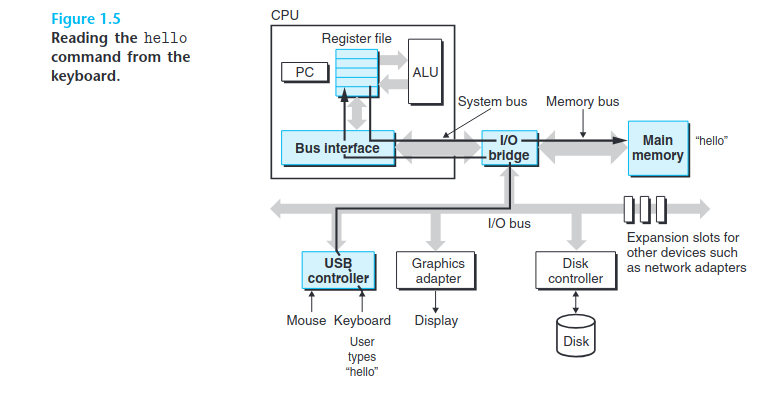 Figure 1.5
Reading the hello
command from the
keyboard.
CPU
Register file
PC
ALU
System bus
Memory bus
Bus interface
I/O
bridge
Main
memory
"hello"
I/O bus
Expansion slots for
other devices such
as network adapters
USB
controller
Graphics
adapter
Disk
controller
Mouse
Keyboard
Display
User
types
"hello"
Disk